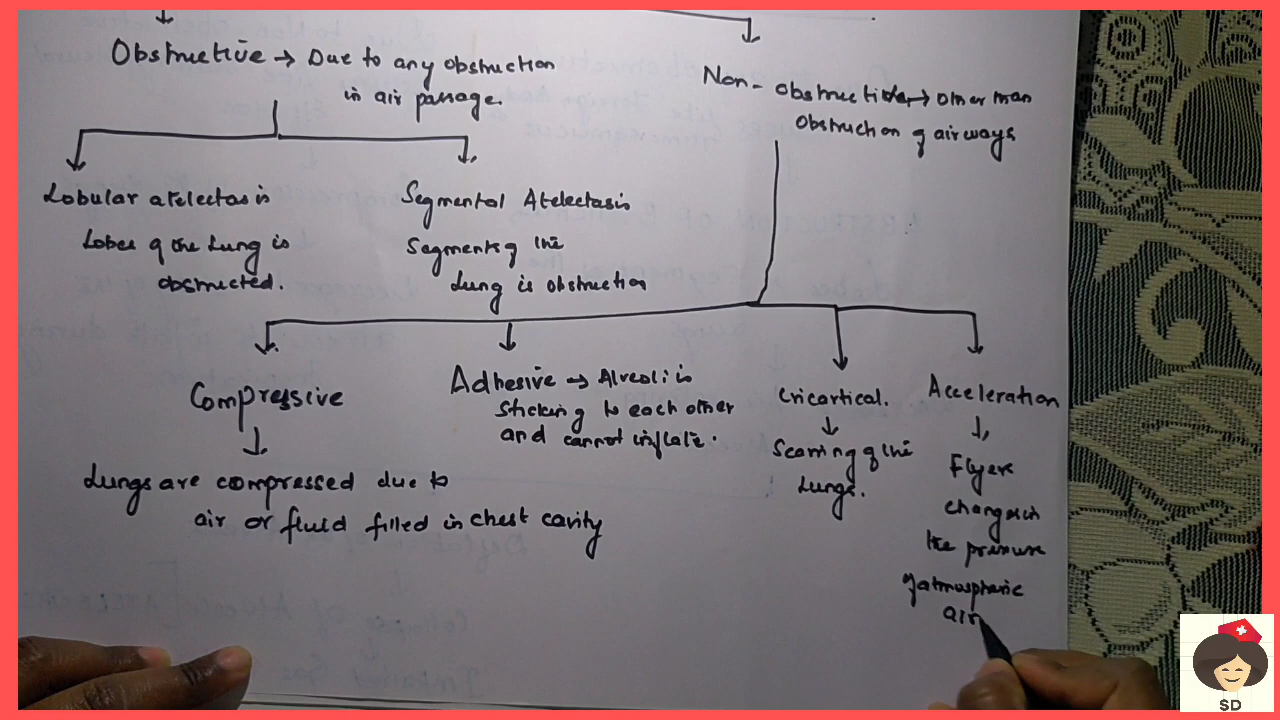 Obstructive → Due to any obstruction
in air passage.
Non-obstructive → other than
obstruction of airways
Lobular atelectasis
Lobes of the Lung is
obstructed.
Segmental Atelectasis
Segments of the
Lung is obstruction
Compressive
Lungs are compressed due to
air or fluid filled in chest cavity
Adhesive → Alveoli is
sticking to each other
and cannot inflate.
Cricortical.
Scarring of the
Lungs.
Acceleration
Flyers
changes in
the pressure
of atmospheric
air
SD